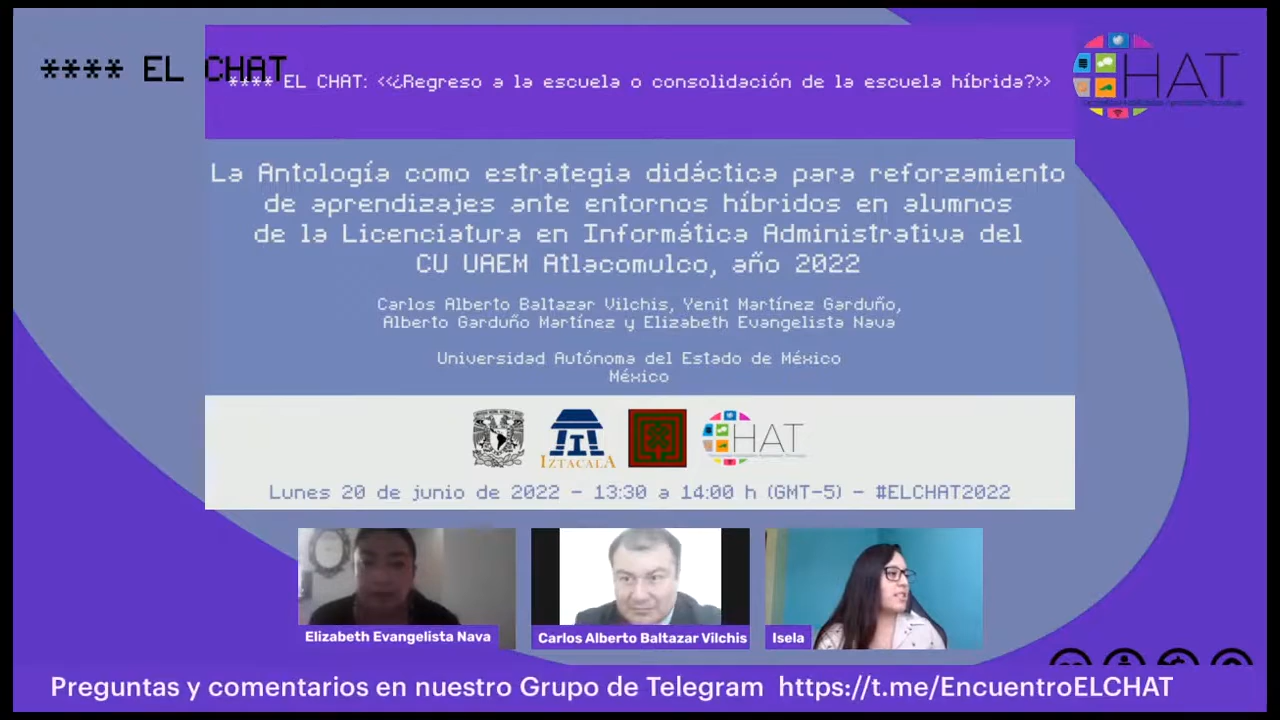 **** EL CHAT
**** EL CHAT: <<¿Regreso a la escuela o consolidación de la escuela híbrida?>>
HAT
La Antología como estrategia didáctica para reforzamiento
de aprendizajes ante entornos híbridos en alumnos
de la Licenciatura en Informática Administrativa del
CU UAEM Atlacomulco, año 2022
Carlos Alberto Baltazar Vilchis, Yenit Martínez Garduño,
Alberto Garduño Martínez y Elizabeth Evangelista Nava
Universidad Autónoma del Estado de México
México
IZTACALA
HAT
Lunes 20 de junio de 2022 - 13:30 a 14:00 h (GMT-5) - #ELCHAT2022
Elizabeth Evangelista Nava
Carlos Alberto Baltazar Vilchis
Isela
Preguntas y comentarios en nuestro Grupo de Telegram https://t.me/EncuentroELCHAT